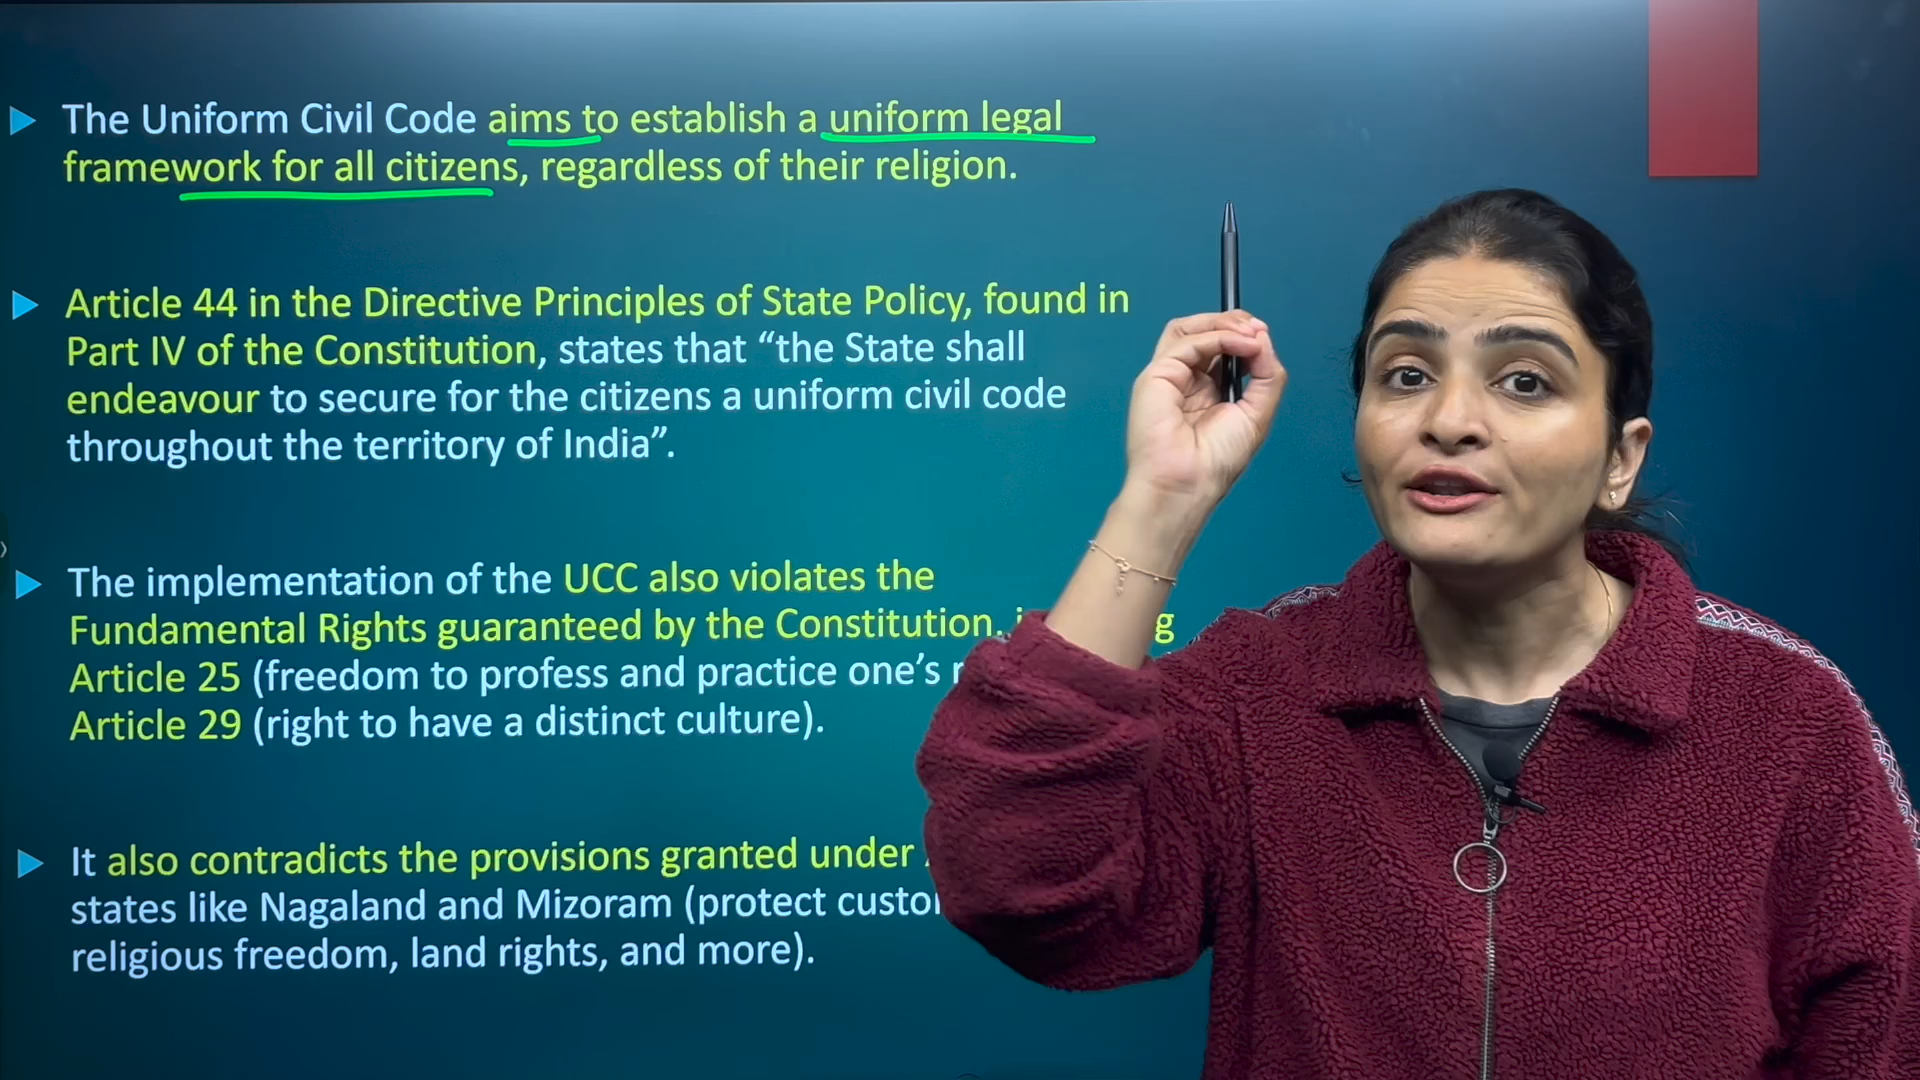 The Uniform Civil Code aims to establish a uniform legal
framework for all citizens, regardless of their religion.
Article 44 in the Directive Principles of State Policy, found in
Part IV of the Constitution, states that “the State shall
endeavour to secure for the citizens a uniform civil code
throughout the territory of India”.
The implementation of the UCC also violates the
Fundamental Rights guaranteed by the Constitution,
Article 25 (freedom to profess and practice one’s
Article 29 (right to have a distinct culture).
It also contradicts the provisions granted under
states like Nagaland and Mizoram (protect
religious freedom, land rights, and more).